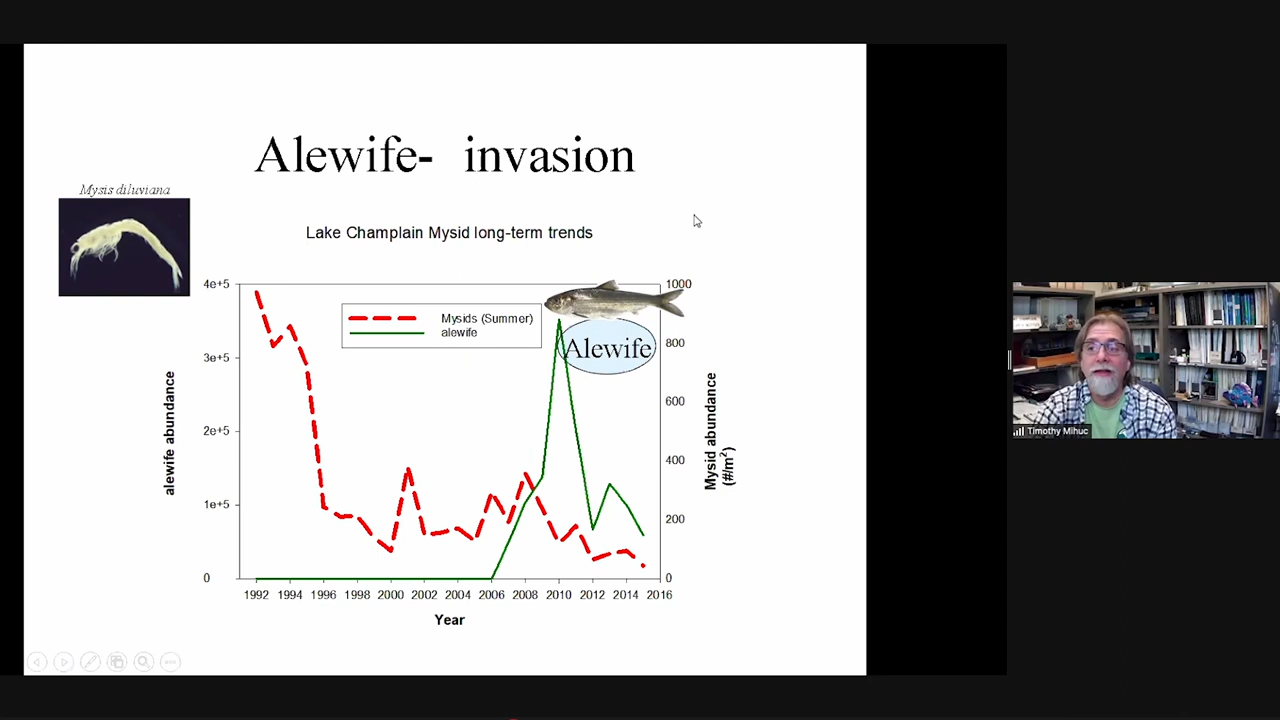 Alewife- invasion
Mysis diluviana
Lake Champlain Mysid long-term trends
4e+5
3e+5
2e+5
1e+5
0
alewife abundance
Mysids (Summer)
alewife
Alewife
1000
800
600
400
200
0
Mysid abundance
(#/m²)
1992 1994 1996 1998 2000 2002 2004 2006 2008 2010 2012 2014 2016
Year
Timothy Mihuc